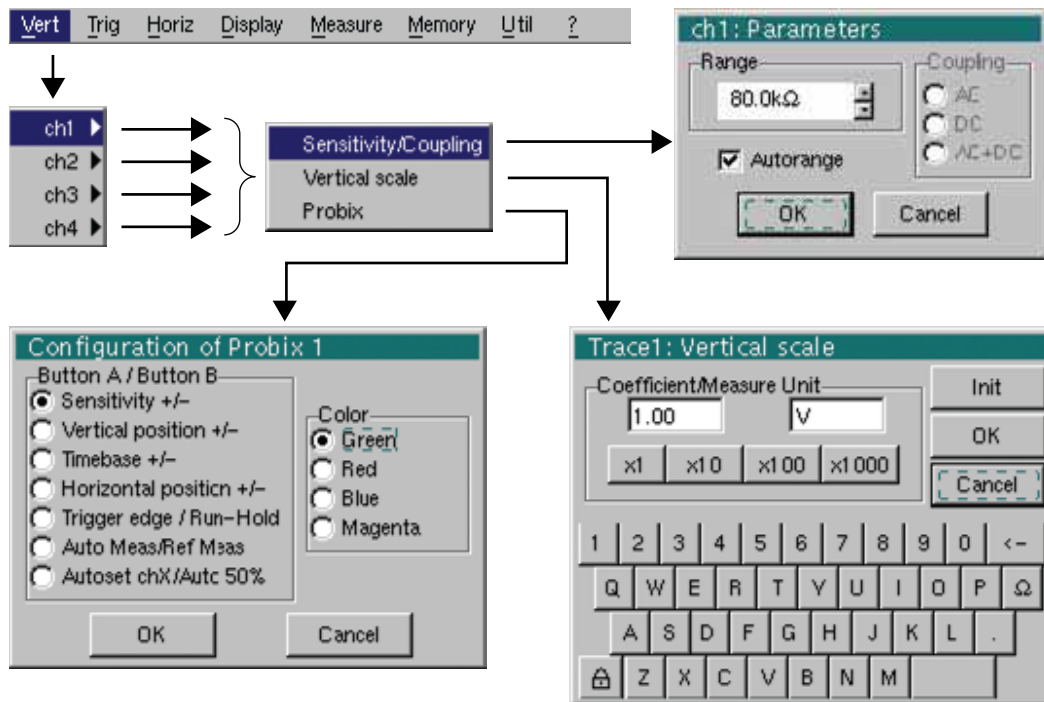 Vert Trig Horiz Display Measure Memory Util ?
ch1
ch2
ch3
ch4
Sensitivity/Coupling
Vertical scale
Probix
ch1: Parameters
Range
80.0kΩ
Autorange
Coupling
AC
DC
AC+DC
OK
Cancel
Configuration of Probix 1
Button A / Button B
Sensitivity +/-
Vertical position +/-
Timebase +/-
Horizontal position +/-
Trigger edge / Run-Hold
Auto Meas/Ref Meas
Autoset chX/Auto 50%
Color
Green
Red
Blue
Magenta
OK
Cancel
Trace1: Vertical scale
Coefficient/Measure Unit
1.00 V
x1 x10 x100 x1000
Init
OK
Cancel
1 2 3 4 5 6 7 8 9 0 <-
Q W E R T Y U I O P Ω
A S D F G H J K L .
Z X C V B N M